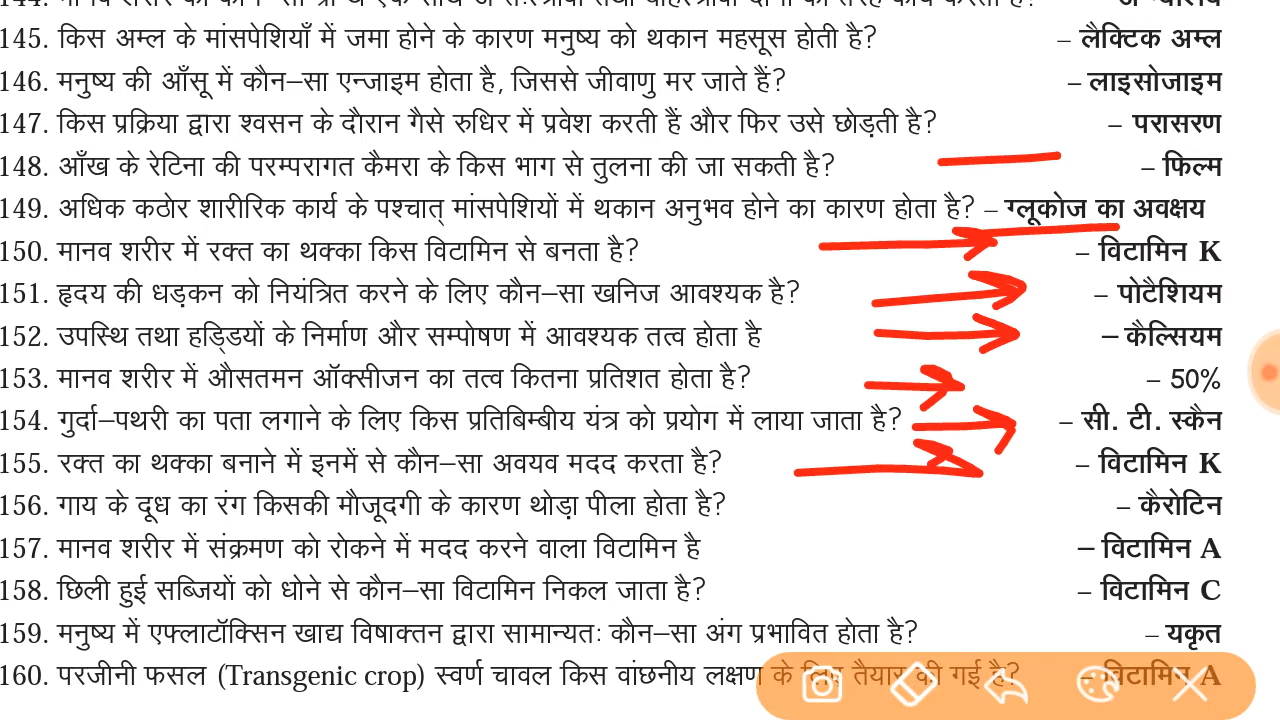 145. किस अम्ल के मांसपेशियाँ में जमा होने के कारण मनुष्य को थकान महसूस होती है? – लैक्टिक अम्ल
146. मनुष्य की आँसू में कौन–सा एन्जाइम होता है, जिससे जीवाणु मर जाते हैं? – लाइसोजाइम
147. किस प्रक्रिया द्वारा श्वसन के दौरान गैसे रुधिर में प्रवेश करती हैं और फिर उसे छोड़ती है? – परासरण
148. आँख के रेटिना की परम्परागत कैमरा के किस भाग से तुलना की जा सकती है? – फिल्म
149. अधिक कठोर शारीरिक कार्य के पश्चात् मांसपेशियों में थकान अनुभव होने का कारण होता है? – ग्लूकोज का अवक्षय
150. मानव शरीर में रक्त का थक्का किस विटामिन से बनता है? – विटामिन K
151. हृदय की धड़कन को नियंत्रित करने के लिए कौन–सा खनिज आवश्यक है? – पोटैशियम
152. उपस्थि तथा हड्डियों के निर्माण और सम्पोषण में आवश्यक तत्व होता है – कैल्सियम
153. मानव शरीर में औसतमन ऑक्सीजन का तत्व कितना प्रतिशत होता है? – 50%
154. गुर्दा–पथरी का पता लगाने के लिए किस प्रतिबिम्बीय यंत्र को प्रयोग में लाया जाता है? – सी. टी. स्कैन
155. रक्त का थक्का बनाने में इनमें से कौन–सा अवयव मदद करता है? – विटामिन K
156. गाय के दूध का रंग किसकी मौजूदगी के कारण थोड़ा पीला होता है? – कैरोटिन
157. मानव शरीर में संक्रमण को रोकने में मदद करने वाला विटामिन है – विटामिन A
158. छिली हुई सब्जियों को धोने से कौन–सा विटामिन निकल जाता है? – विटामिन C
159. मनुष्य में एफ्लाटॉक्सिन खाद्य विषाक्तन द्वारा सामान्यतः कौन–सा अंग प्रभावित होता है? – यकृत
160. परजीनी फसल (Transgenic crop) स्वर्ण चावल किस वांछनीय लक्षण के लिए तैयार की गई है? – विटामिन A